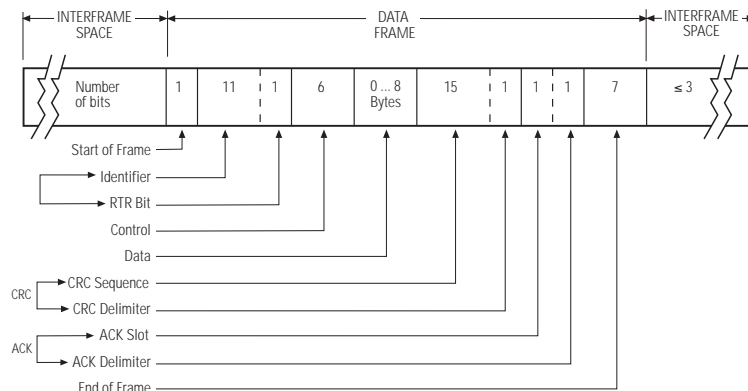 INTERFRAME
SPACE
DATA
FRAME
INTERFRAME
SPACE
Number
of bits
1
11
1
6
0 ... 8
Bytes
15
1
1
1
7
≤ 3
Start of Frame
Identifier
RTR Bit
Control
Data
CRC
CRC Sequence
CRC Delimiter
ACK
ACK Slot
ACK Delimiter
End of Frame